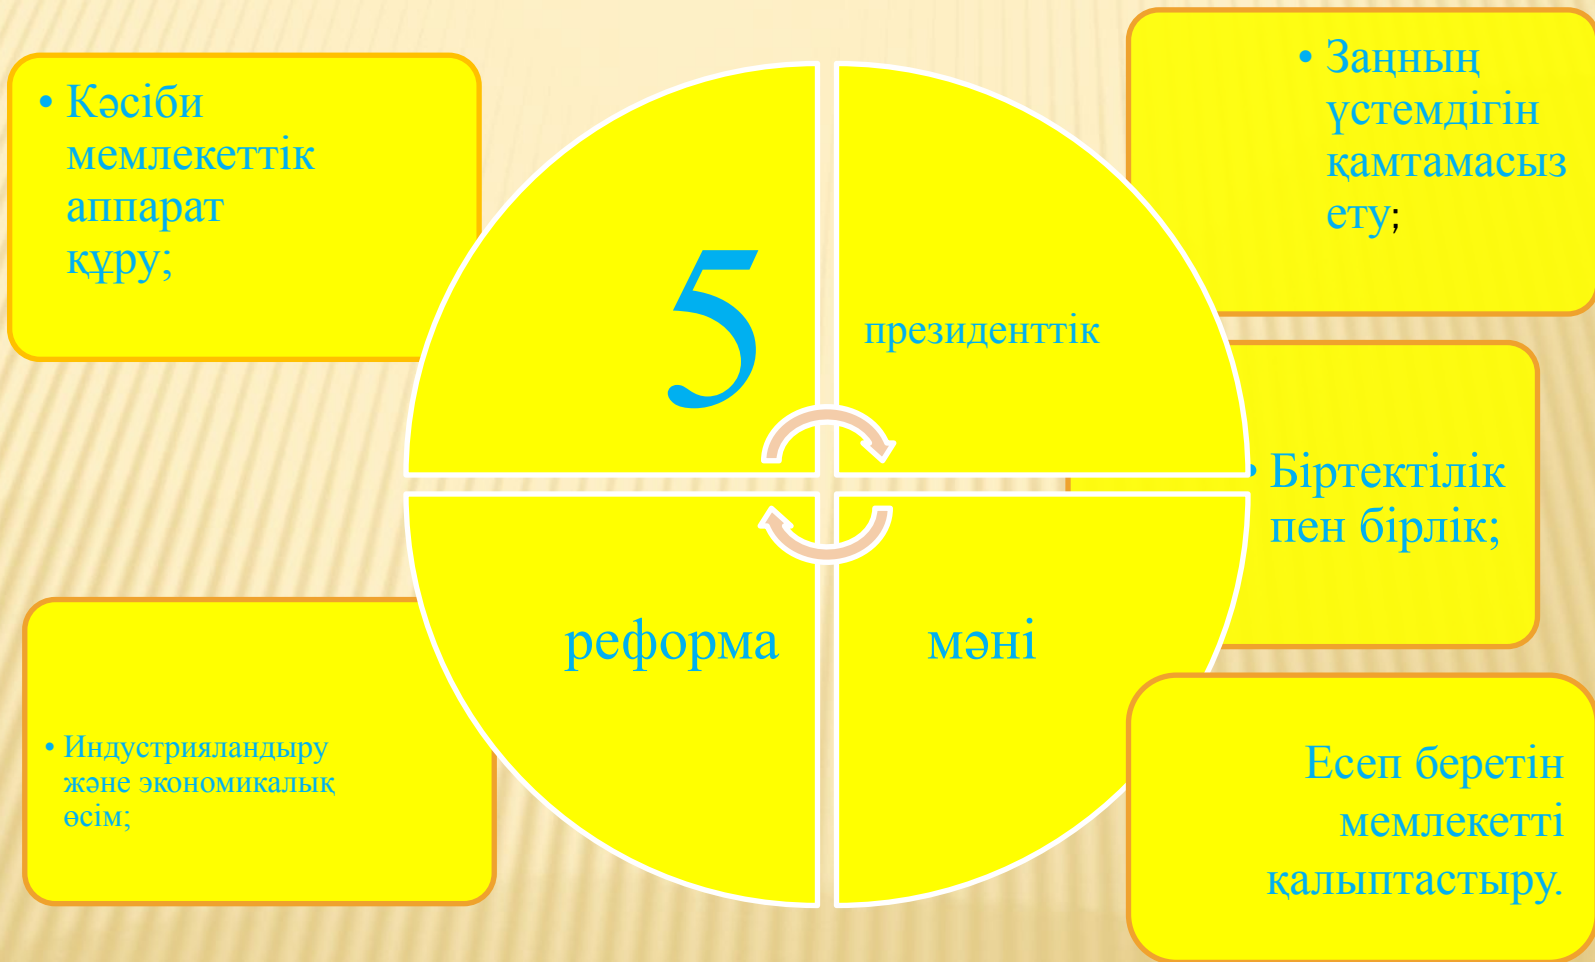 • Кәсіби
мемлекеттік
аппарат
құру;
• Заңның
үстемдігін
қамтамасыз
ету;
5
президенттік
• Біртектілік
пен бірлік;
реформа
мәні
• Индустрияландыру
және экономикалық
өсім;
Есеп беретін
мемлекетті
қалыптастыру.